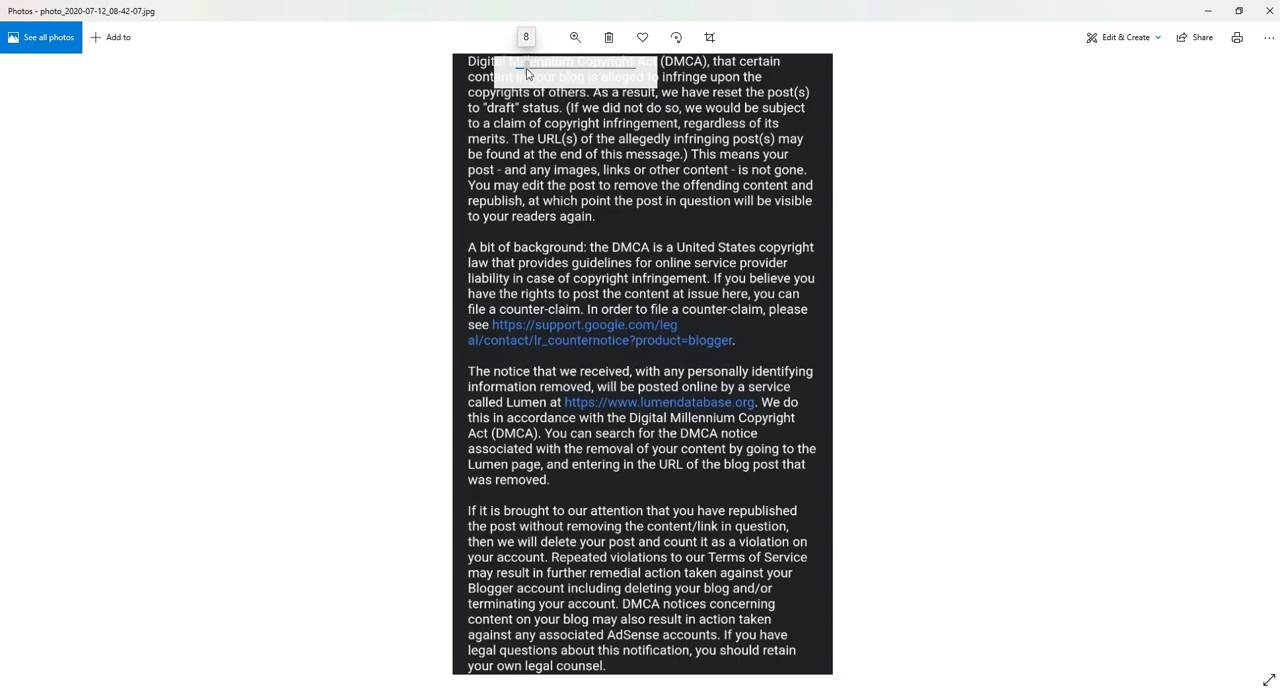 Photos - photo_2020-07-12_08-42-07.jpg
See all photos
Add to
8
Edit & Create
Share
Digital Millennium Copyright Act (DMCA), that certain
content in your blog is alleged to infringe upon the
copyrights of others. As a result, we have reset the post(s)
to "draft" status. (If we did not do so, we would be subject
to a claim of copyright infringement, regardless of its
merits. The URL(s) of the allegedly infringing post(s) may
be found at the end of this message.) This means your
post - and any images, links or other content - is not gone.
You may edit the post to remove the offending content and
republish, at which point the post in question will be visible
to your readers again.
A bit of background: the DMCA is a United States copyright
law that provides guidelines for online service provider
liability in case of copyright infringement. If you believe you
have the rights to post the content at issue here, you can
file a counter-claim. In order to file a counter-claim, please
see https://support.google.com/leg
al/contact/lr_counternotice?product=blogger.
The notice that we received, with any personally identifying
information removed, will be posted online by a service
called Lumen at https://www.lumendatabase.org. We do
this in accordance with the Digital Millennium Copyright
Act (DMCA). You can search for the DMCA notice
associated with the removal of your content by going to the
Lumen page, and entering in the URL of the blog post that
was removed.
If it is brought to our attention that you have republished
the post without removing the content/link in question,
then we will delete your post and count it as a violation on
your account. Repeated violations to our Terms of Service
may result in further remedial action taken against your
Blogger account including deleting your blog and/or
terminating your account. DMCA notices concerning
content on your blog may also result in action taken
against any associated AdSense accounts. If you have
legal questions about this notification, you should retain
your own legal counsel.